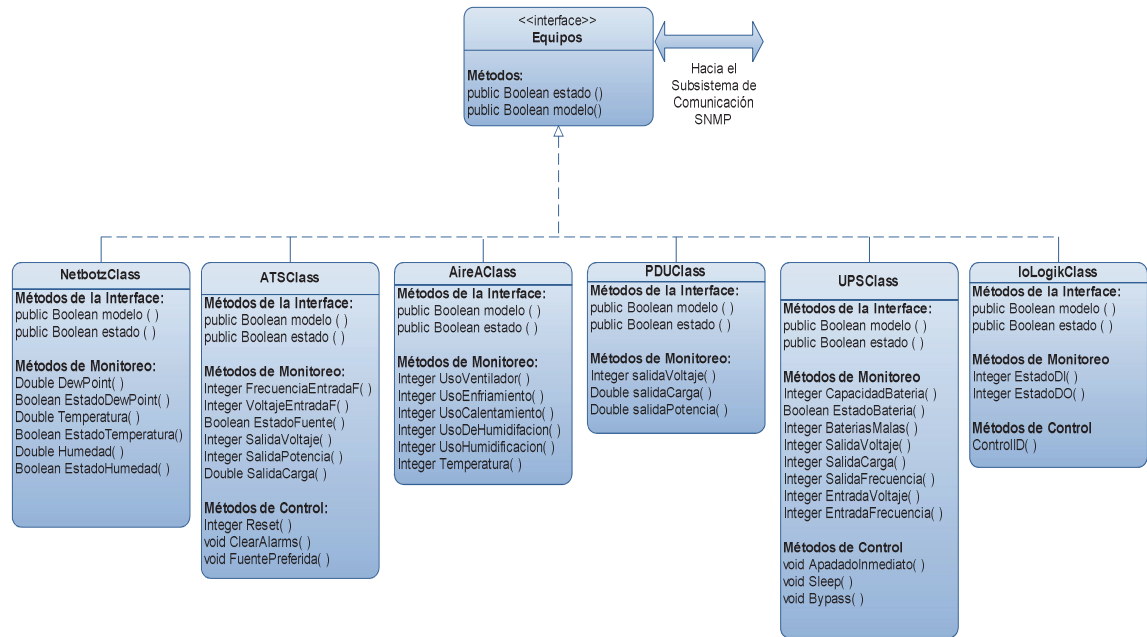 <<interface>>
Equipos
Métodos:
public Boolean estado ()
public Boolean modelo()
Hacia el
Subsistema de
Comunicación
SNMP
NetbotzClass
Métodos de la Interface:
public Boolean modelo ( )
public Boolean estado ( )
Métodos de Monitoreo:
Double DewPoint( )
Boolean EstadoDewPoint( )
Double Temperatura( )
Boolean EstadoTemperatura()
Double Humedad( )
Boolean EstadoHumedad( )
ATSClass
Métodos de la Interface:
public Boolean modelo ( )
public Boolean estado ( )
Métodos de Monitoreo:
Integer FrecuenciaEntradaF( )
Integer VoltajeEntradaF( )
Boolean EstadoFuente( )
Integer SalidaVoltaje( )
Integer SalidaPotencia( )
Double SalidaCarga( )
Métodos de Control:
Integer Reset( )
void ClearAlarms( )
void FuentePreferida( )
AireAClass
Métodos de la Interface:
public Boolean modelo ( )
public Boolean estado ( )
Métodos de Monitoreo:
Integer UsoVentilador( )
Integer UsoEnfriamiento( )
Integer UsoCalentamiento( )
Integer UsoDeHumidifacion( )
Integer UsoHumidificacion( )
Integer Temperatura( )
PDUClass
Métodos de la Interface:
public Boolean modelo ( )
public Boolean estado ( )
Métodos de Monitoreo:
Integer salidaVoltaje( )
Double salidaCarga( )
Double salidaPotencia( )
UPSClass
Métodos de la Interface:
public Boolean modelo ( )
public Boolean estado ( )
Métodos de Monitoreo
Integer CapacidadBateria( )
Boolean EstadoBateria( )
Integer BateriasMalas( )
Integer SalidaVoltaje( )
Integer SalidaCarga( )
Integer SalidaFrecuencia( )
Integer EntradaVoltaje( )
Integer EntradaFrecuencia( )
Métodos de Control
void ApadadoInmediato( )
void Sleep( )
void Bypass( )
IoLogikClass
Métodos de la Interface:
public Boolean modelo ( )
public Boolean estado ( )
Métodos de Monitoreo
Integer EstadoDI( )
Integer EstadoDO( )
Métodos de Control
ControlID( )